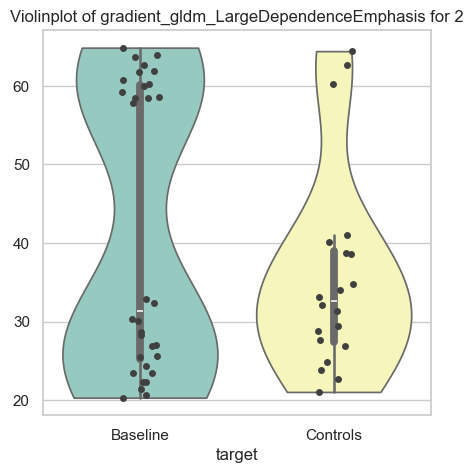 Violinplot of gradient_gldm_LargeDependenceEmphasis for 2
60
50
40
30
20
Baseline Controls
target